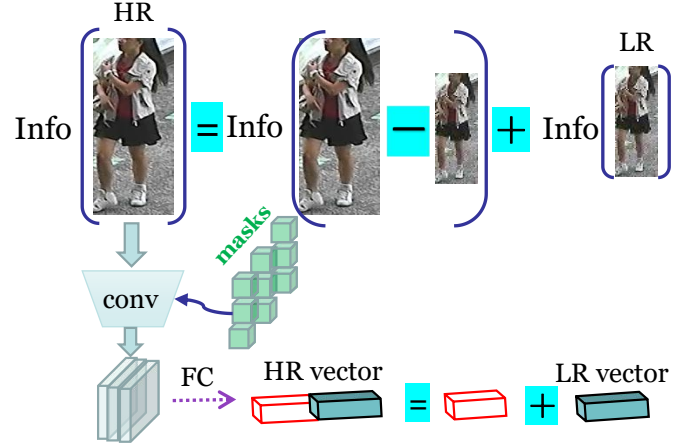 HR
LR
Info = Info − + Info
masks
conv
FC
HR vector
LR vector
= +